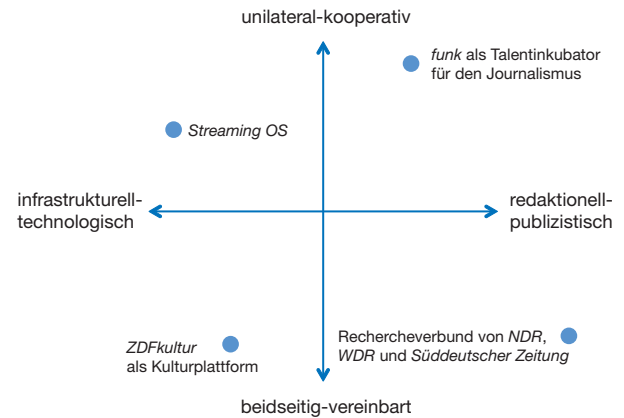 unilateral-kooperativ
funk als Talentinkubator
für den Journalismus
Streaming OS
infrastrukturell-
technologisch
redaktionell-
publizistisch
ZDFkultur
als Kulturplattform
Rechercheverbund von NDR,
WDR und Süddeutscher Zeitung
beidseitig-vereinbart